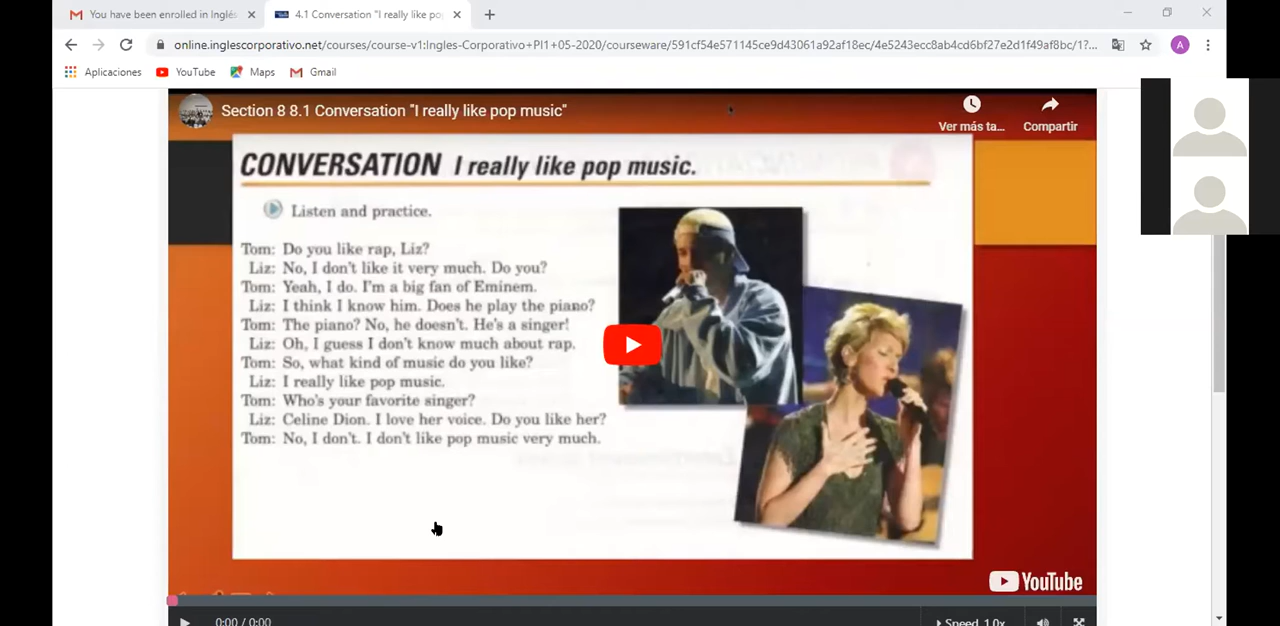 You have been enrolled in Inglés
4.1 Conversation "I really like po
online.inglescorporativo.net/courses/course-v1:Ingles-Corporativo+PI1+05-2020/courseware/591cf54e571145ce9d43061a92af18ec/4e5243ecc8ab4cd6bf27e2d1f49af8bc/1?...
A
Aplicaciones
YouTube
Maps
Gmail
Section 8 8.1 Conversation "I really like pop music"
Ver más ta...
Compartir
CONVERSATION I really like pop music.
Listen and practice.
Tom: Do you like rap, Liz?
Liz: No, I don't like it very much. Do you?
Tom: Yeah, I do. I'm a big fan of Eminem.
Liz: I think I know him. Does he play the piano?
Tom: The piano? No, he doesn't. He's a singer!
Liz: Oh, I guess I don't know much about rap.
Tom: So, what kind of music do you like?
Liz: I really like pop music.
Tom: Who's your favorite singer?
Liz: Celine Dion. I love her voice. Do you like her?
Tom: No, I don't. I don't like pop music very much.
YouTube
0:00 / 0:00
Speed 1.0x